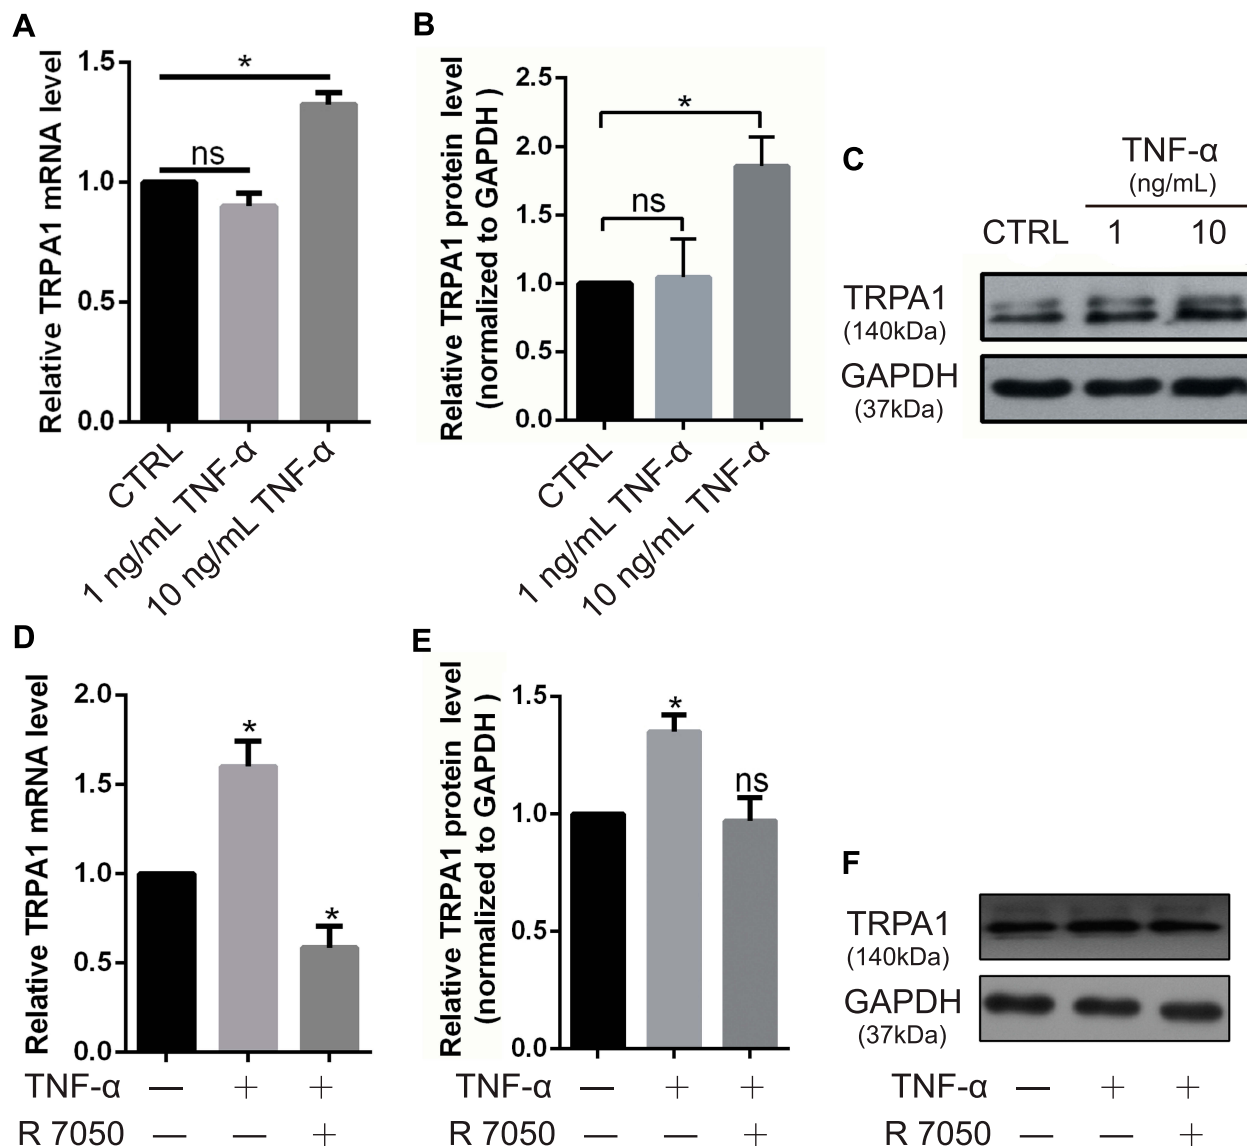 A
Relative TRPA1 mRNA level
1.5
1.0
0.5
0.0
*
ns
CTRL
1 ng/mL TNF-α
10 ng/mL TNF-α
B
Relative TRPA1 protein level
(normalized to GAPDH )
2.5
2.0
1.5
1.0
0.5
0.0
*
ns
CTRL
1 ng/mL TNF-α
10 ng/mL TNF-α
C
TNF-α
(ng/mL)
CTRL 1 10
TRPA1
(140kDa)
GAPDH
(37kDa)
D
Relative TRPA1 mRNA level
2.0
1.5
1.0
0.5
0.0
*
*
TNF-α — + +
R 7050 — — +
E
Relative TRPA1 protein level
(normalized to GAPDH )
1.5
1.0
0.5
0.0
*
ns
TNF-α — + +
R 7050 — — +
F
TRPA1
(140kDa)
GAPDH
(37kDa)
TNF-α — + +
R 7050 — — +